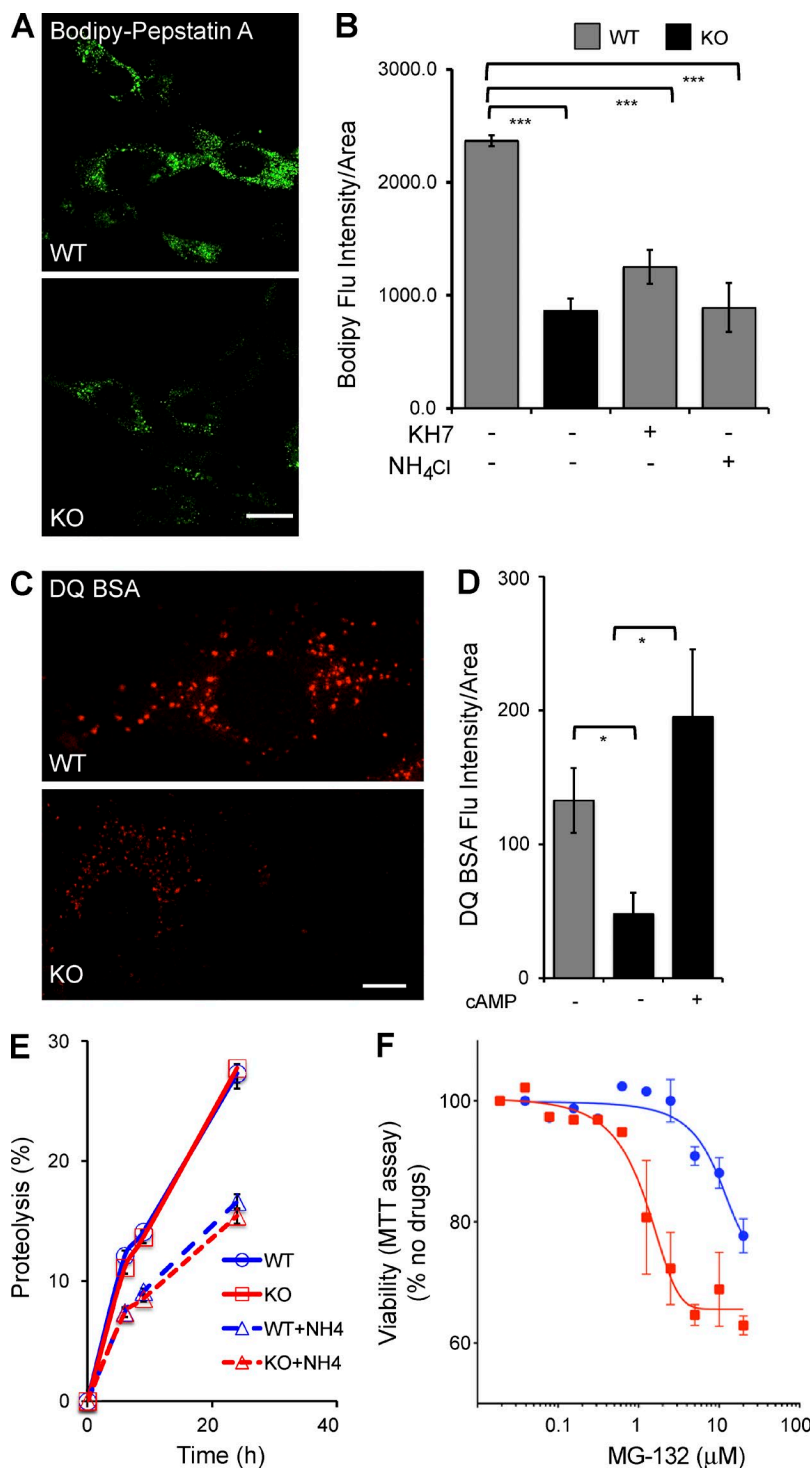 A
Bodipy-Pepstatin A
WT
KO
B
WT
KO
3000.0
2000.0
1000.0
0.0
Bodipy Flu Intensity/Area
***
***
***
KH7 - - + -
NH4Cl - - - +
C
DQ BSA
WT
KO
D
300
200
100
0
DQ BSA Flu Intensity/Area
*
*
cAMP - - +
E
30
20
10
0
Proteolysis (%)
WT
KO
WT+NH4
KO+NH4
0 20 40
Time (h)
F
100
80
60
Viability (MTT assay)
(% no drugs)
0.1 1 10 100
MG-132 (μM)